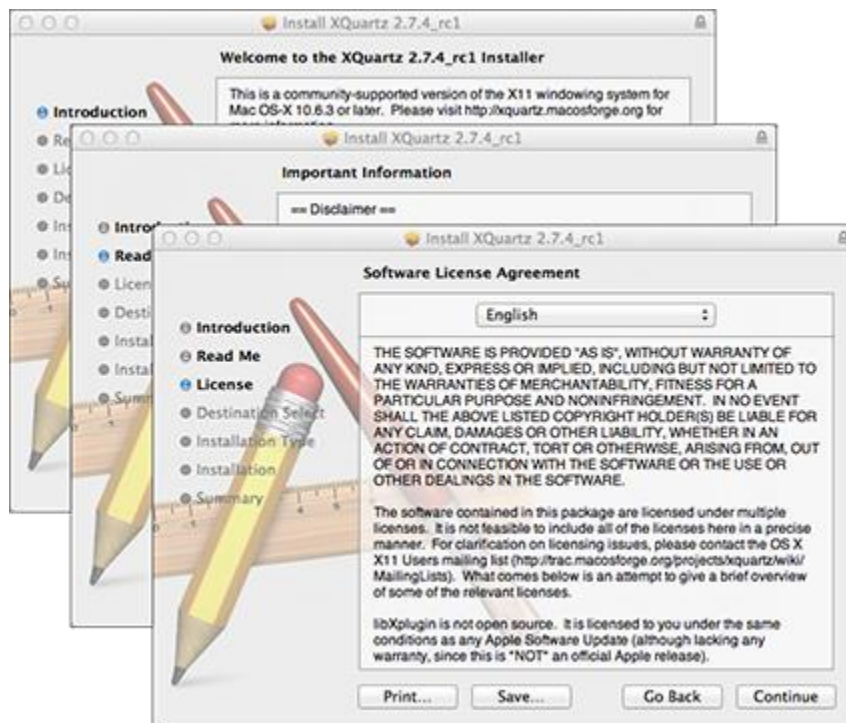 Install XQuartz 2.7.4_rc1
Welcome to the XQuartz 2.7.4_rc1 Installer
Introduction
This is a community-supported version of the X11 windowing system for
Mac OS-X 10.6.3 or later. Please visit http://xquartz.macosforge.org for
Install XQuartz 2.7.4_rc1
Important Information
== Disclaimer ==
Read
Install XQuartz 2.7.4_rc1
Software License Agreement
English
Introduction
Read Me
License
Destination Select
Installation Type
Installation
Summary
THE SOFTWARE IS PROVIDED "AS IS", WITHOUT WARRANTY OF
ANY KIND, EXPRESS OR IMPLIED, INCLUDING BUT NOT LIMITED TO
THE WARRANTIES OF MERCHANTABILITY, FITNESS FOR A
PARTICULAR PURPOSE AND NONINFRINGEMENT. IN NO EVENT
SHALL THE ABOVE LISTED COPYRIGHT HOLDER(S) BE LIABLE FOR
ANY CLAIM, DAMAGES OR OTHER LIABILITY, WHETHER IN AN
ACTION OF CONTRACT, TORT OR OTHERWISE, ARISING FROM, OUT
OF OR IN CONNECTION WITH THE SOFTWARE OR THE USE OR
OTHER DEALINGS IN THE SOFTWARE.
The software contained in this package are licensed under multiple
licenses. It is not feasible to include all of the licenses here in a precise
manner. For clarification on licensing issues, please contact the OS X
X11 Users mailing list (http://trac.macosforge.org/projects/xquartz/wiki/
MailingLists). What comes below is an attempt to give a brief overview
of some of the relevant licenses.
libXplugin is not open source. It is licensed to you under the same
conditions as any Apple Software Update (although lacking any
warranty, since this is "NOT" an official Apple release).
Print...
Save...
Go Back
Continue